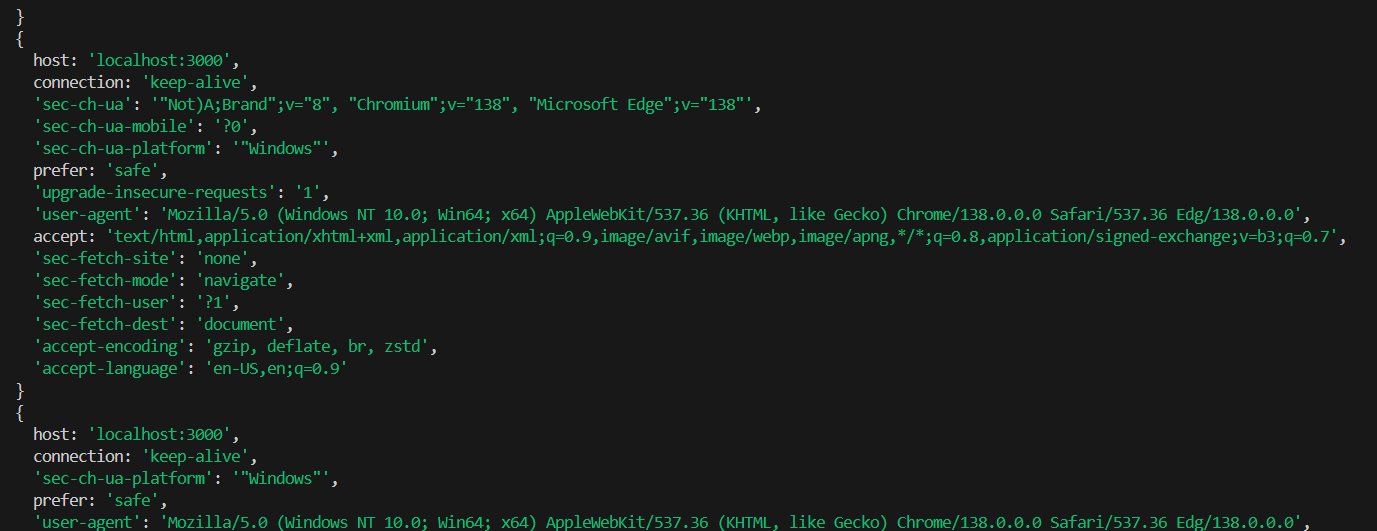 }
{
  host: 'localhost:3000',
  connection: 'keep-alive',
  'sec-ch-ua': '"Not)A;Brand";v="8", "Chromium";v="138", "Microsoft Edge";v="138"',
  'sec-ch-ua-mobile': '?0',
  'sec-ch-ua-platform': '"Windows"',
  prefer: 'safe',
  'upgrade-insecure-requests': '1',
  'user-agent': 'Mozilla/5.0 (Windows NT 10.0; Win64; x64) AppleWebKit/537.36 (KHTML, like Gecko) Chrome/138.0.0.0 Safari/537.36 Edg/138.0.0.0',
  accept: 'text/html,application/xhtml+xml,application/xml;q=0.9,image/avif,image/webp,image/apng,*/*;q=0.8,application/signed-exchange;v=b3;q=0.7',
  'sec-fetch-site': 'none',
  'sec-fetch-mode': 'navigate',
  'sec-fetch-user': '?1',
  'sec-fetch-dest': 'document',
  'accept-encoding': 'gzip, deflate, br, zstd',
  'accept-language': 'en-US,en;q=0.9'
}
{
  host: 'localhost:3000',
  connection: 'keep-alive',
  'sec-ch-ua-platform': '"Windows"',
  prefer: 'safe',
  'user-agent': 'Mozilla/5.0 (Windows NT 10.0; Win64; x64) AppleWebKit/537.36 (KHTML, like Gecko) Chrome/138.0.0.0 Safari/537.36 Edg/138.0.0.0',